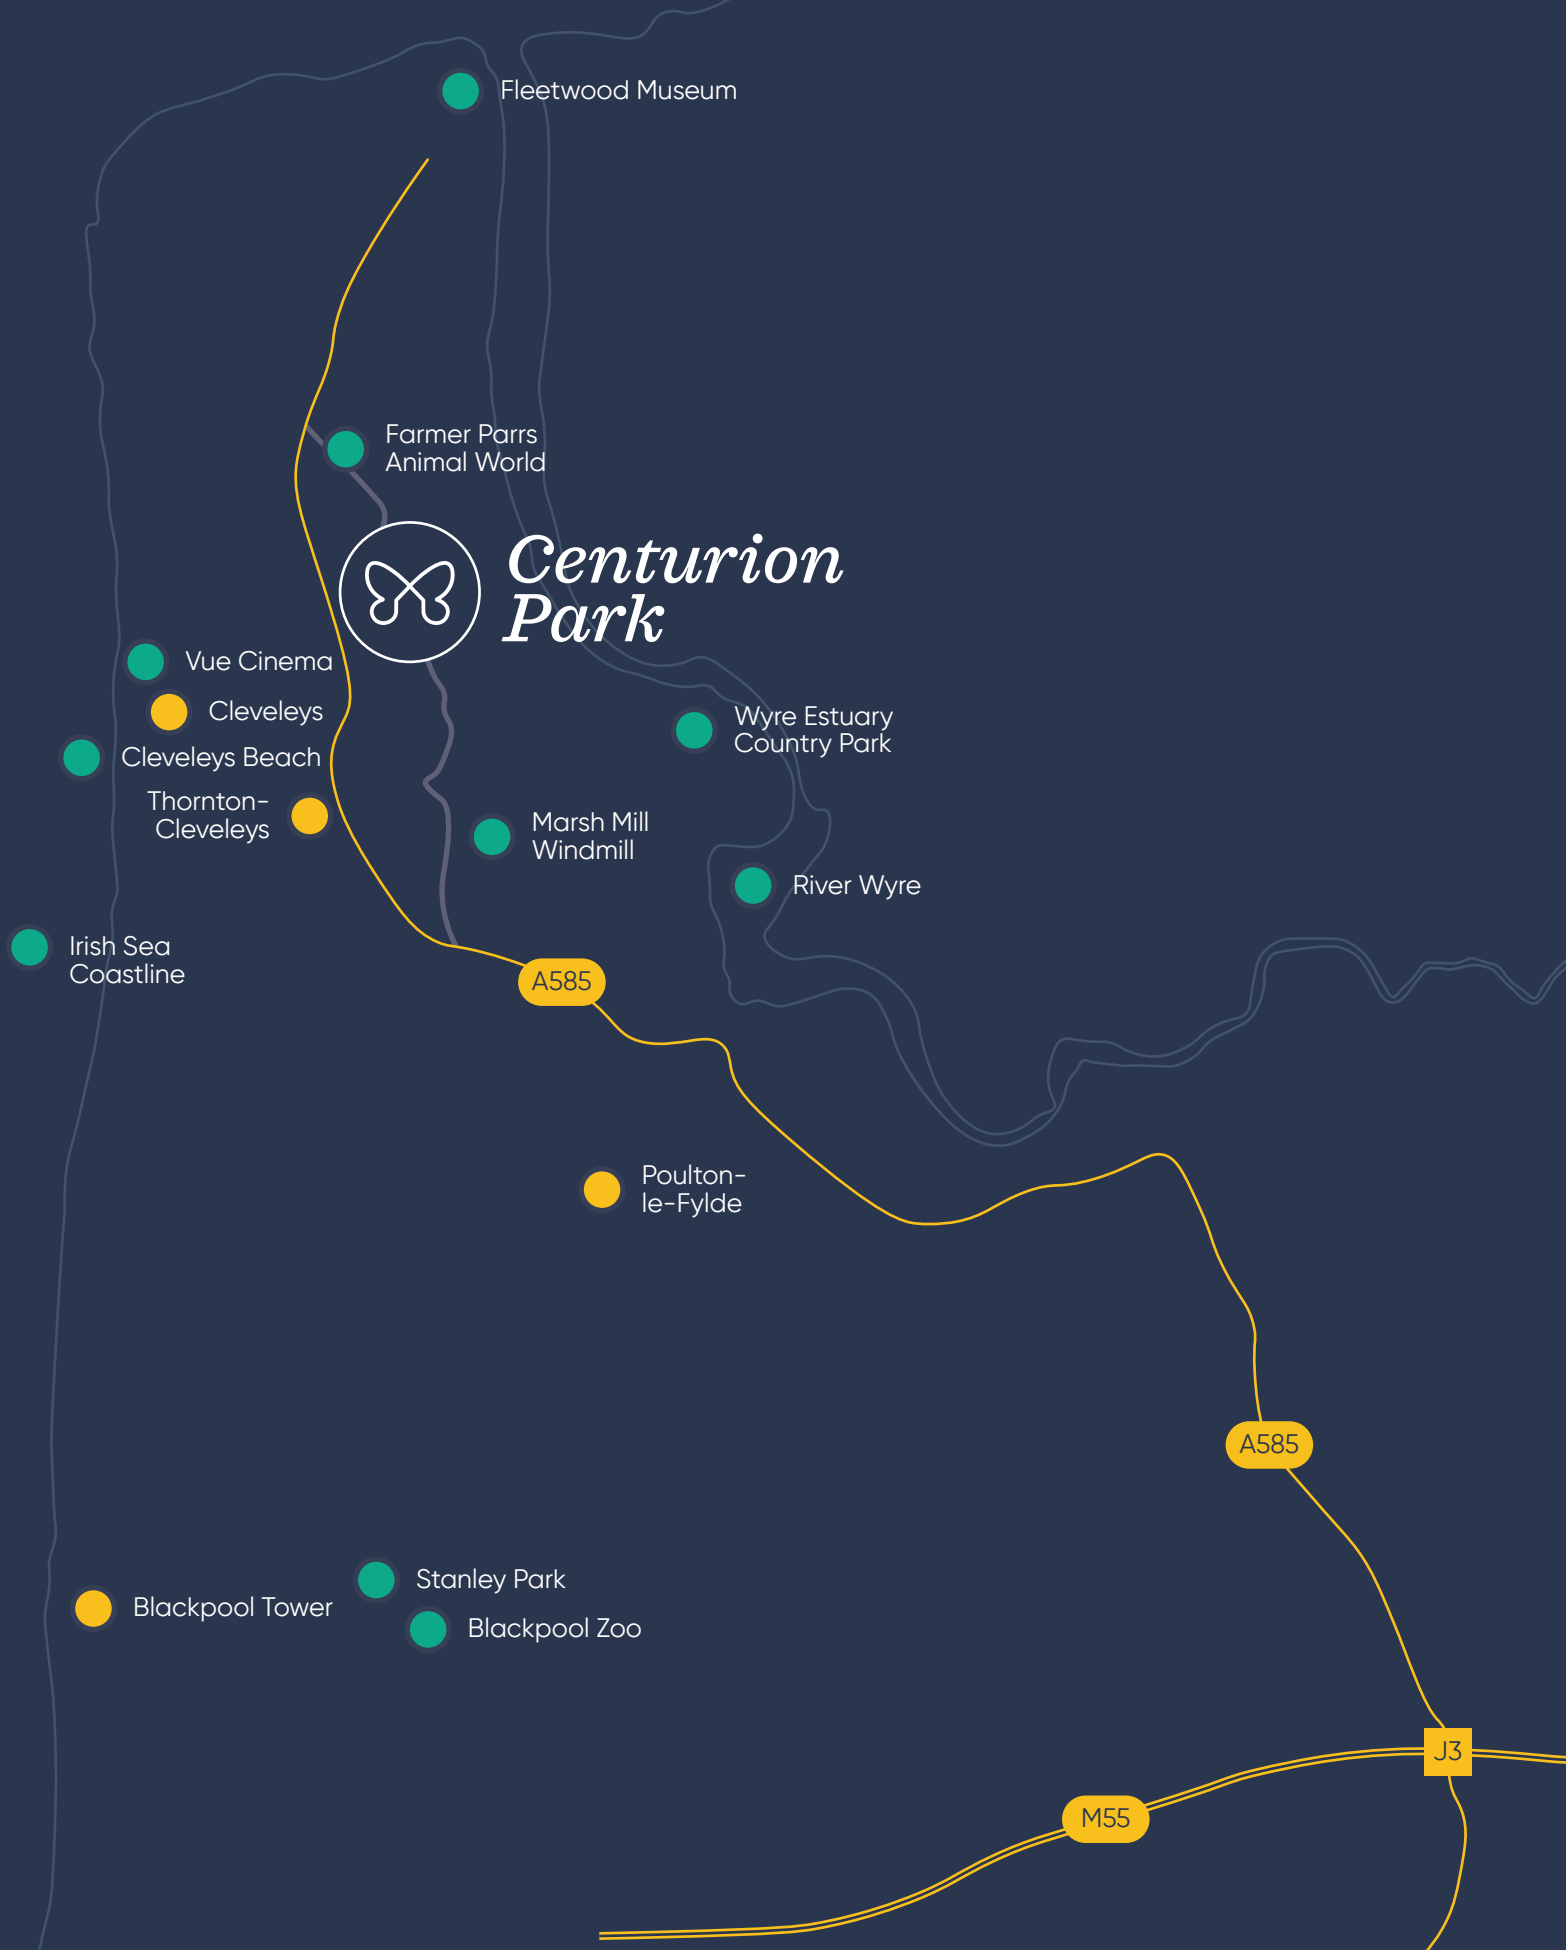 Fleetwood Museum
Farmer Parrs
Animal World
Centurion
Park
Vue Cinema
Cleveleys
Cleveleys Beach
Thornton-
Cleveleys
Wyre Estuary
Country Park
Marsh Mill
Windmill
River Wyre
Irish Sea
Coastline
A585
Poulton-
le-Fylde
A585
Stanley Park
Blackpool Tower
Blackpool Zoo
J3
M55